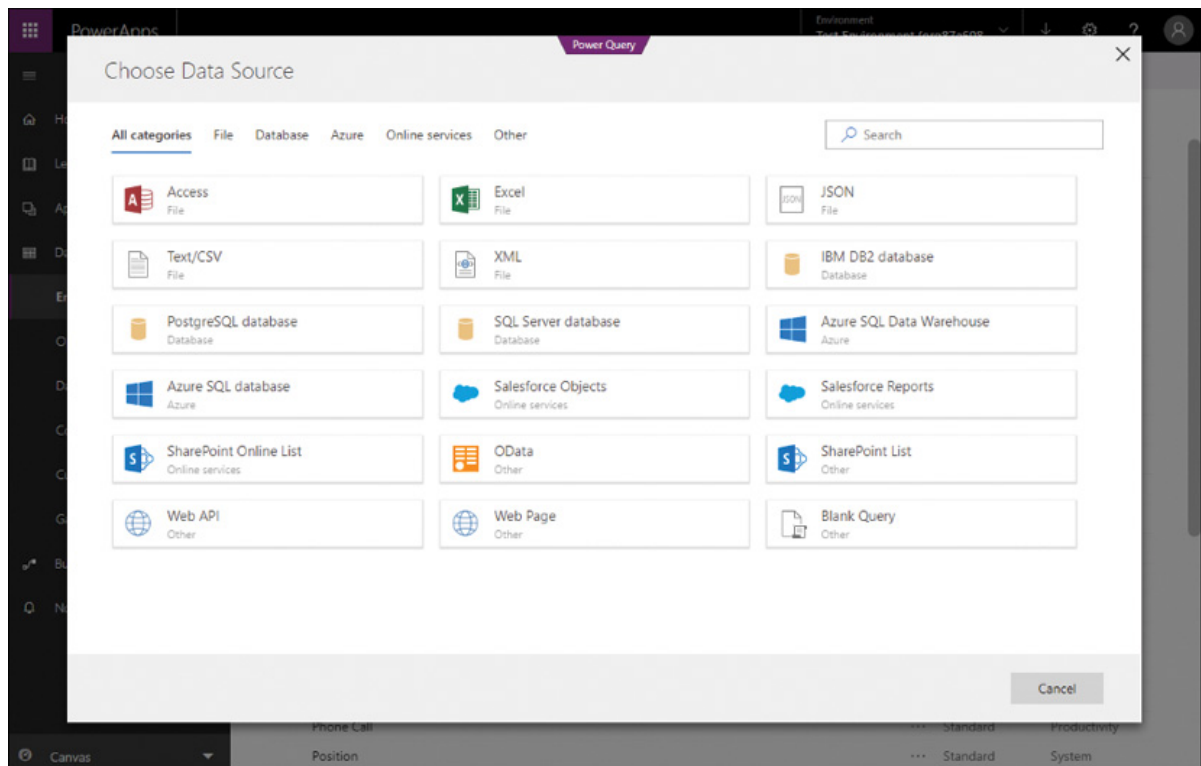 PowerApps
Environment
Power Query
Choose Data Source
All categories File Database Azure Online services Other
Search
Access
File
Excel
File
JSON
JSON
File
Text/CSV
File
XML
File
IBM DB2 database
Database
PostgreSQL database
Database
SQL Server database
Database
Azure SQL Data Warehouse
Azure
Azure SQL database
Azure
Salesforce Objects
Online services
Salesforce Reports
Online services
SharePoint Online List
Online services
OData
Other
SharePoint List
Other
Web API
Other
Web Page
Other
Blank Query
Other
Cancel
Phone Call ... Standard Productivity
Canvas
Position ... Standard System